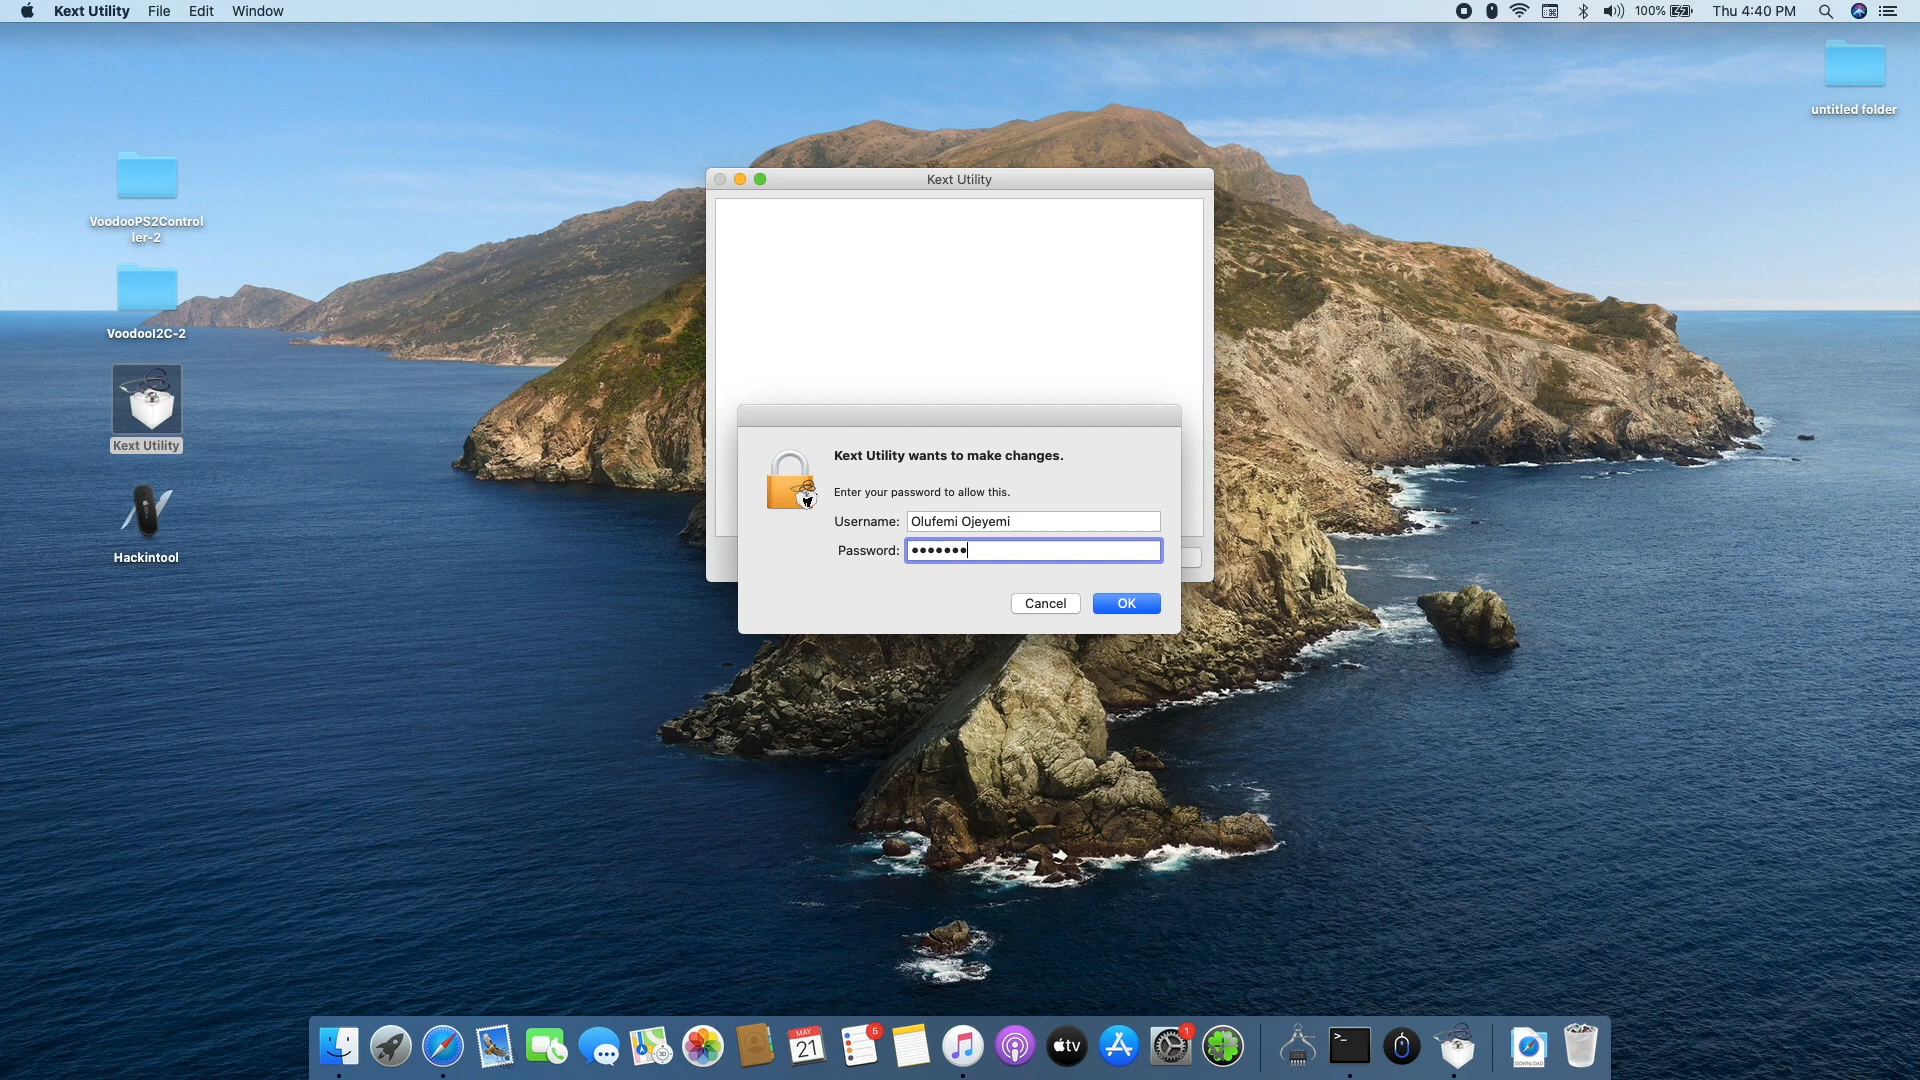 Kext Utility File Edit Window 100% Thu 4:40 PM
untitled folder
VoodooPS2Control
ler-2
VoodooI2C-2
Kext Utility
Hackintool
Kext Utility
Kext Utility wants to make changes.
Enter your password to allow this.
Username: Olufemi Ojeyemi
Password: ●●●●●●●
Cancel OK
MAY
21
5
tv
1
>_
3D
DOWNLOAD